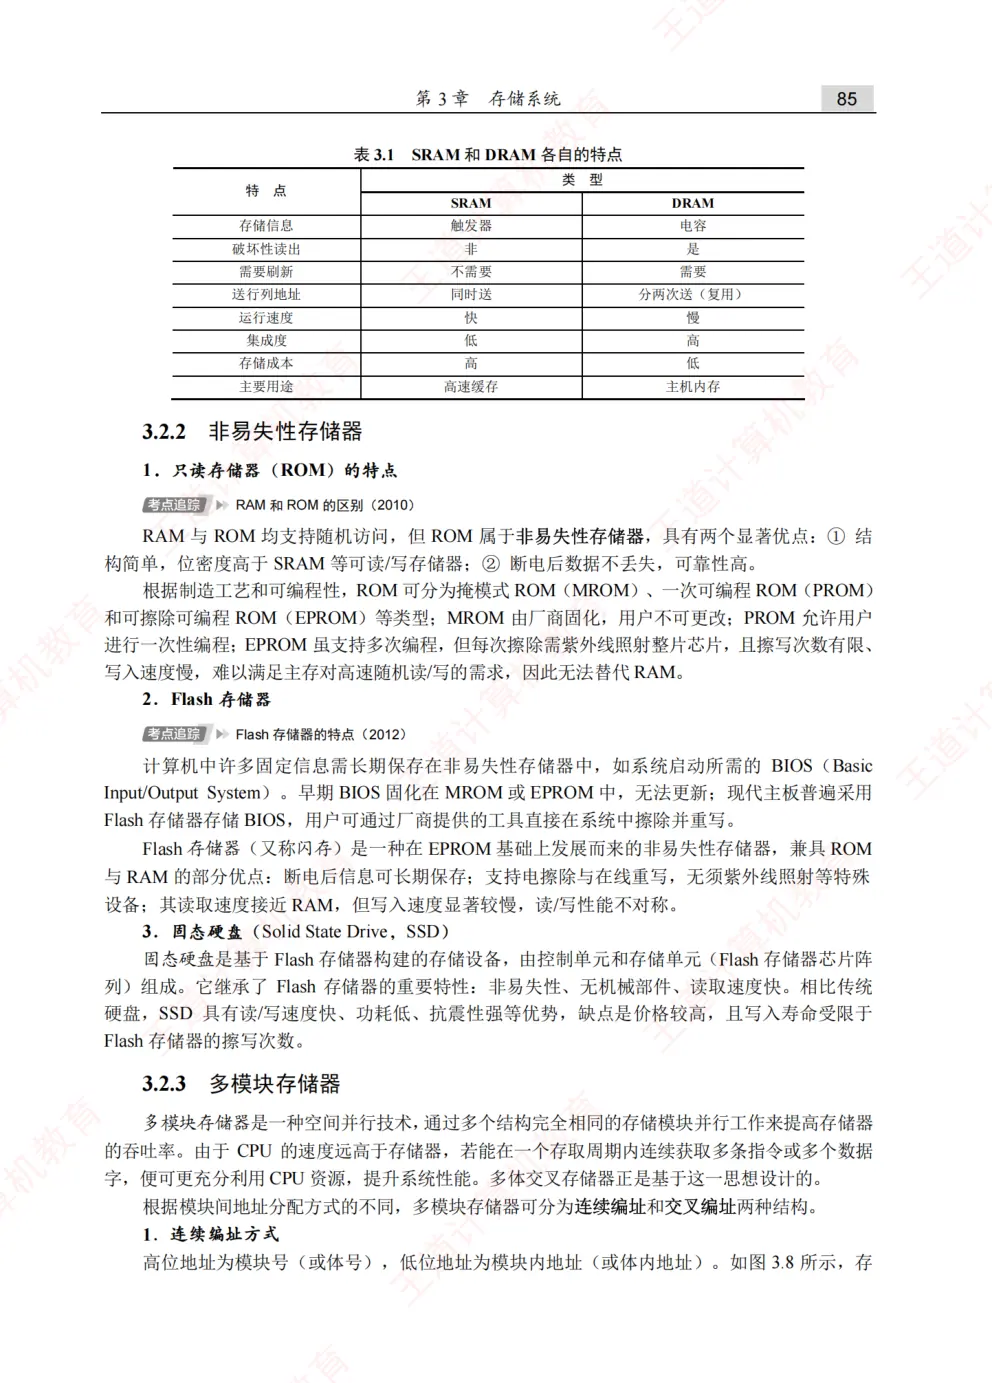 第 3 章 存储系统
85
表 3.1 SRAM 和 DRAM 各自的特点
特 点
类 型
SRAM
DRAM
存储信息 触发器 电容
破坏性读出 非 是
需要刷新 不需要 需要
送行列地址 同时送 分两次送（复用）
运行速度 快 慢
集成度 低 高
存储成本 高 低
主要用途 高速缓存 主机内存
3.2.2 非易失性存储器
1．只读存储器（ROM）的特点
考点追踪 RAM 和 ROM 的区别（2010）
RAM 与 ROM 均支持随机访问，但 ROM 属于非易失性存储器，具有两个显著优点：① 结
构简单，位密度高于 SRAM 等可读/写存储器；② 断电后数据不丢失，可靠性高。
根据制造工艺和可编程性，ROM 可分为掩模式 ROM（MROM）、一次可编程 ROM（PROM）
和可擦除可编程 ROM（EPROM）等类型；MROM 由厂商固化，用户不可更改；PROM 允许用户
进行一次性编程；EPROM 虽支持多次编程，但每次擦除需紫外线照射整片芯片，且擦写次数有限、
写入速度慢，难以满足主存对高速随机读/写的需求，因此无法替代 RAM。
2．Flash 存储器
考点追踪 Flash 存储器的特点（2012）
计算机中许多固定信息需长期保存在非易失性存储器中，如系统启动所需的 BIOS（Basic
Input/Output System）。早期 BIOS 固化在 MROM 或 EPROM 中，无法更新；现代主板普遍采用
Flash 存储器存储 BIOS，用户可通过厂商提供的工具直接在系统中擦除并重写。
Flash 存储器（又称闪存）是一种在 EPROM 基础上发展而来的非易失性存储器，兼具 ROM
与 RAM 的部分优点：断电后信息可长期保存；支持电擦除与在线重写，无须紫外线照射等特殊
设备；其读取速度接近 RAM，但写入速度显著较慢，读/写性能不对称。
3．固态硬盘（Solid State Drive，SSD）
固态硬盘是基于 Flash 存储器构建的存储设备，由控制单元和存储单元（Flash 存储器芯片阵
列）组成。它继承了 Flash 存储器的重要特性：非易失性、无机械部件、读取速度快。相比传统
硬盘，SSD 具有读/写速度快、功耗低、抗震性强等优势，缺点是价格较高，且写入寿命受限于
Flash 存储器的擦写次数。
3.2.3 多模块存储器
多模块存储器是一种空间并行技术，通过多个结构完全相同的存储模块并行工作来提高存储器
的吞吐率。由于 CPU 的速度远高于存储器，若能在一个存取周期内连续获取多条指令或多个数据
字，便可更充分利用 CPU 资源，提升系统性能。多体交叉存储器正是基于这一思想设计的。
根据模块间地址分配方式的不同，多模块存储器可分为连续编址和交叉编址两种结构。
1．连续编址方式
高位地址为模块号（或体号），低位地址为模块内地址（或体内地址）。如图 3.8 所示，存
王道计算机教育